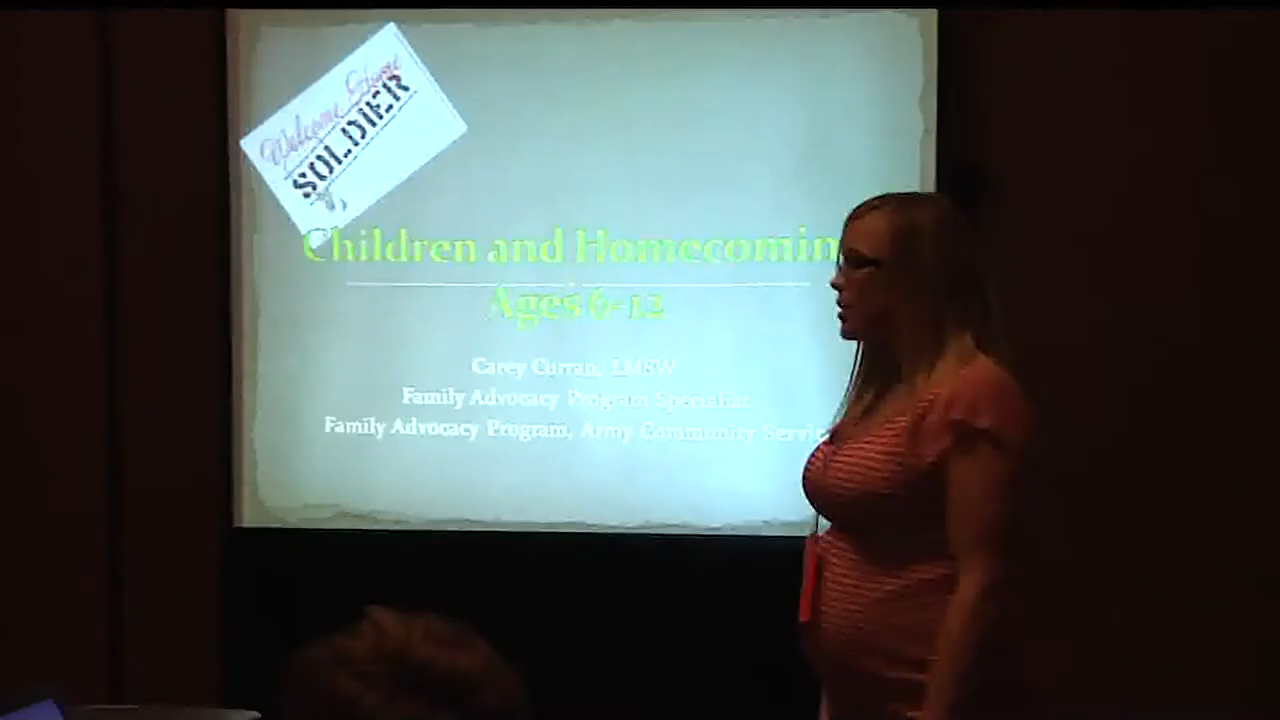 Welcome Home
SOLDIER
Children and Homecomin
Ages 6-12
Carey Curran, LMSW
Family Advocacy Program Specialist
Family Advocacy Program, Army Community Servic